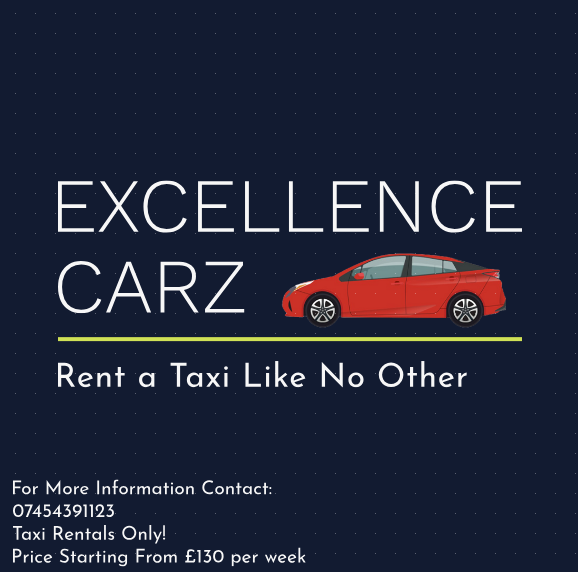 EXCELLENCE
CARZ
Rent a Taxi Like No Other
For More Information Contact:
07454391123
Taxi Rentals Only!
Price Starting From £130 per week